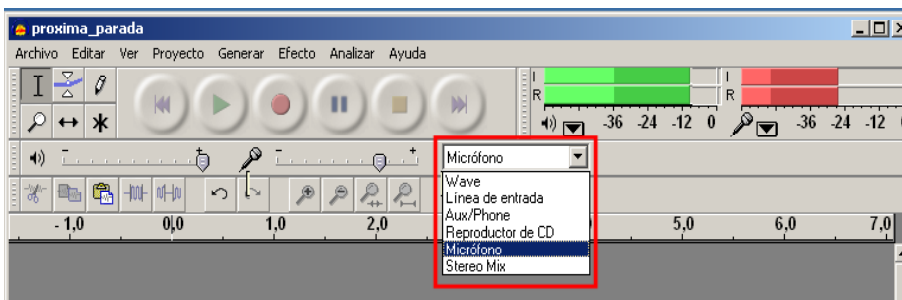 proxima_parada
Archivo Editar Ver Proyecto Generar Efecto Analizar Ayuda
I
R
I
R
-36 -24 -12 0
-36 -24 -12
Micrófono
Wave
Línea de entrada
Aux/Phone
Reproductor de CD
Micrófono
Stereo Mix
- 1,0 0,0 1,0 2,0 5,0 6,0 7,0